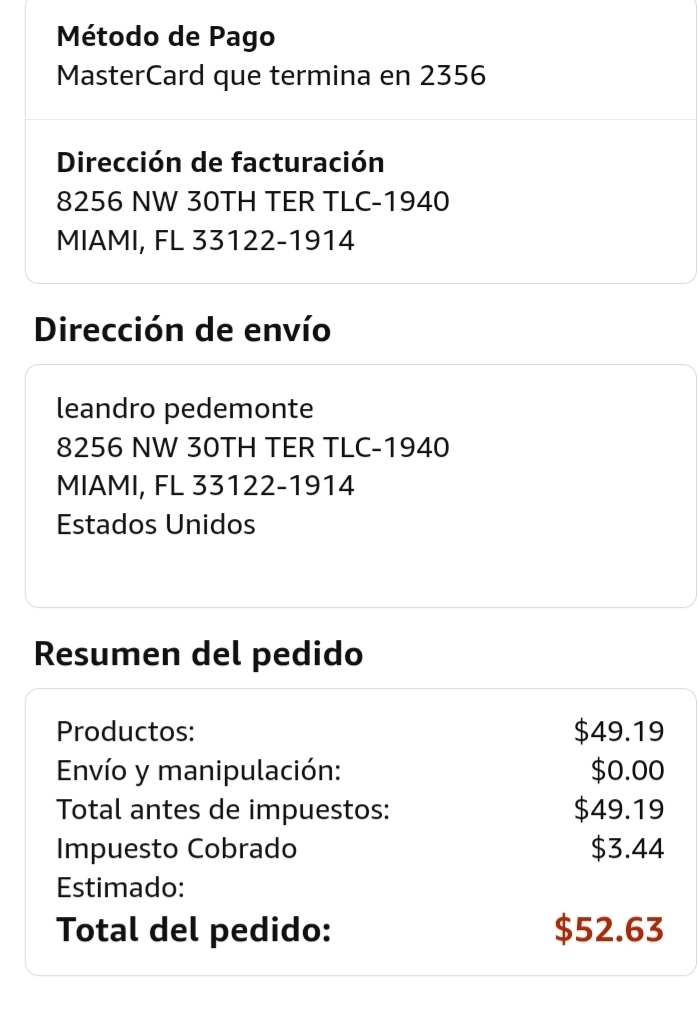 Método de Pago
MasterCard que termina en 2356
Dirección de facturación
8256 NW 30TH TER TLC-1940
MIAMI, FL 33122-1914
Dirección de envío
leandro pedemonte
8256 NW 30TH TER TLC-1940
MIAMI, FL 33122-1914
Estados Unidos
Resumen del pedido
Productos: $49.19
Envío y manipulación: $0.00
Total antes de impuestos: $49.19
Impuesto Cobrado $3.44
Estimado:
Total del pedido: $52.63